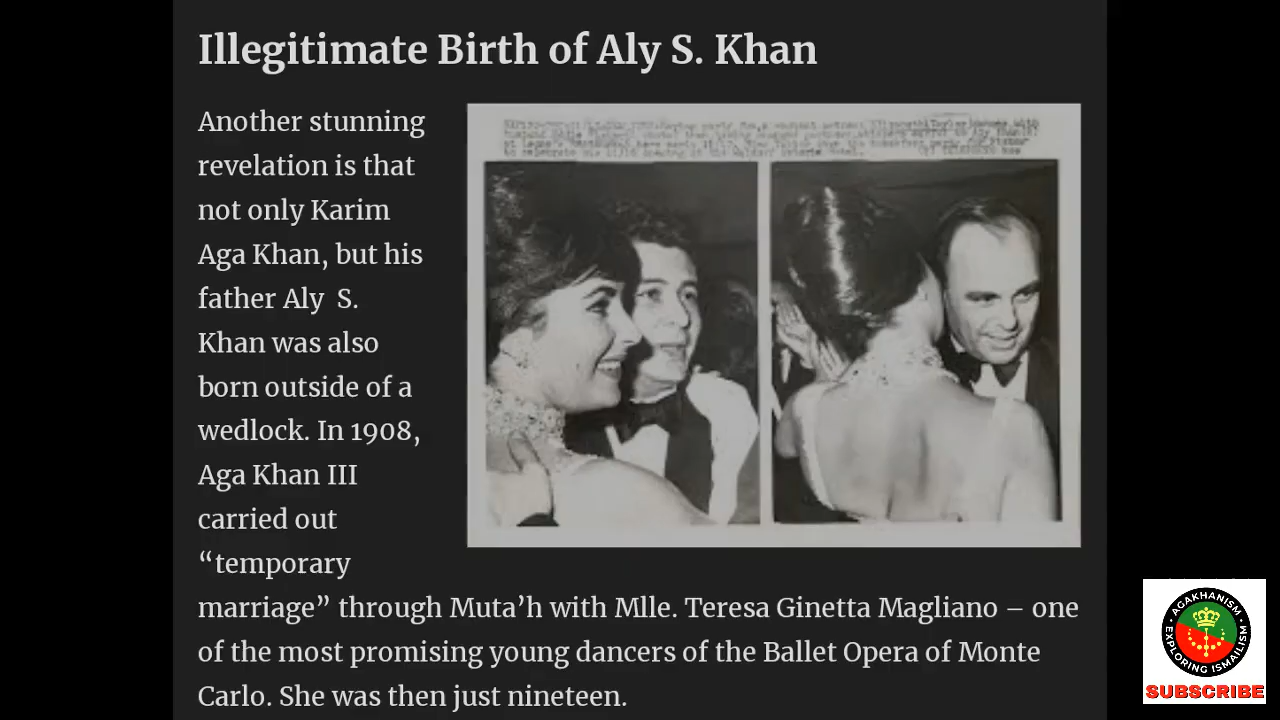 Illegitimate Birth of Aly S. Khan
Another stunning
revelation is that
not only Karim
Aga Khan, but his
father Aly  S.
Khan was also
born outside of a
wedlock. In 1908,
Aga Khan III
carried out
“temporary
marriage” through Muta’h with Mlle. Teresa Ginetta Magliano – one
of the most promising young dancers of the Ballet Opera of Monte
Carlo. She was then just nineteen.
AGAKHANISM
EXPLORING ISMAILISM
SUBSCRIBE